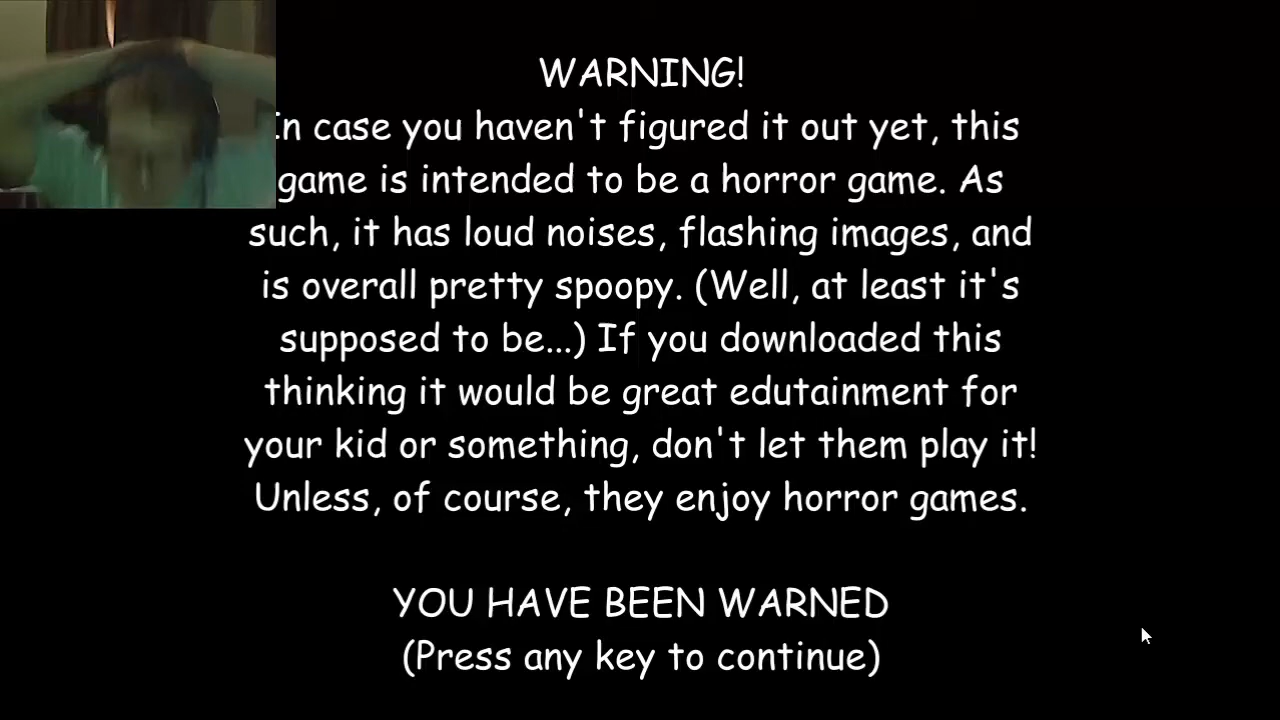 WARNING!
In case you haven't figured it out yet, this
game is intended to be a horror game. As
such, it has loud noises, flashing images, and
is overall pretty spoopy. (Well, at least it's
supposed to be...) If you downloaded this
thinking it would be great edutainment for
your kid or something, don't let them play it!
Unless, of course, they enjoy horror games.
YOU HAVE BEEN WARNED
(Press any key to continue)